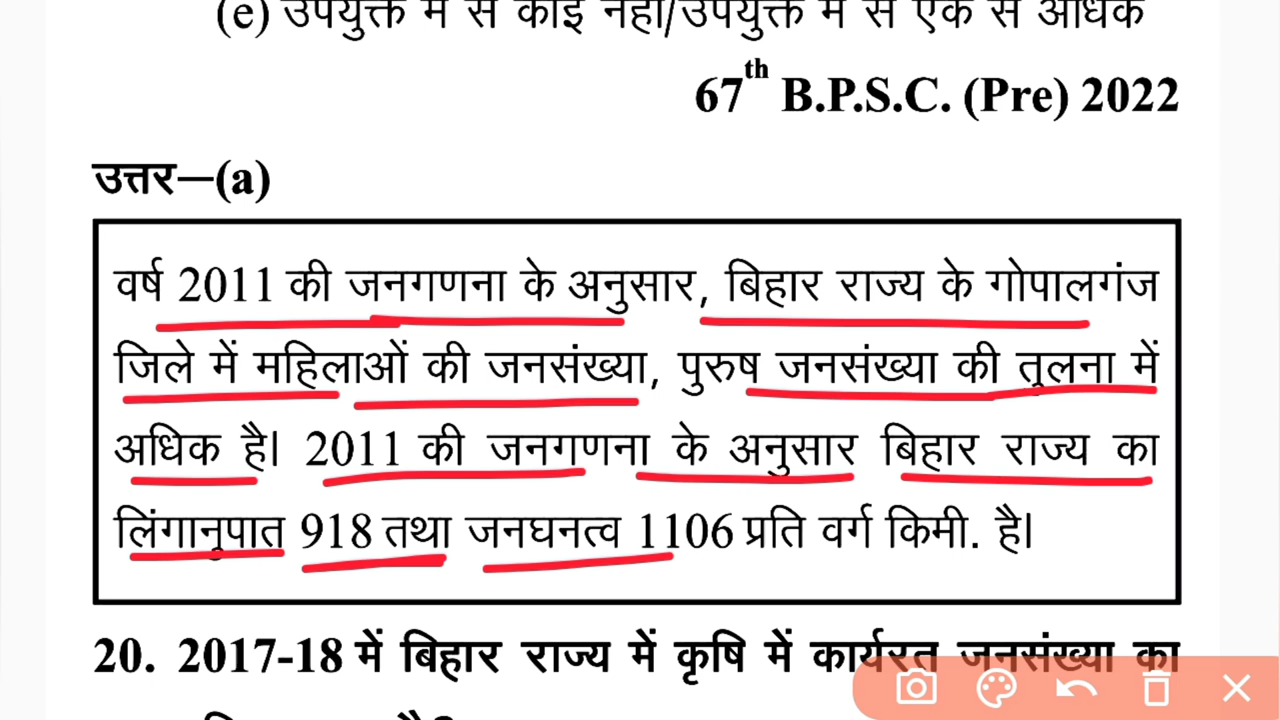 (e) उपर्युक्त में से कोई नहीं/उपर्युक्त में से एक से अधिक
67th B.P.S.C. (Pre) 2022
उत्तर—(a)
वर्ष 2011 की जनगणना के अनुसार, बिहार राज्य के गोपालगंज
जिले में महिलाओं की जनसंख्या, पुरुष जनसंख्या की तुलना में
अधिक है। 2011 की जनगणना के अनुसार बिहार राज्य का
लिंगानुपात 918 तथा जनघनत्व 1106 प्रति वर्ग किमी. है।
20. 2017-18 में बिहार राज्य में कृषि में कार्यरत जनसंख्या का